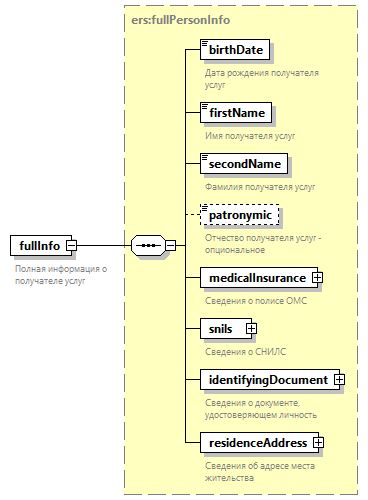 ers:fullPersonInfo
birthDate
Дата рождения получателя
услуг
firstName
Имя получателя услуг
secondName
Фамилия получателя услуг
patronymic
Отчество получателя услуг -
опциональное
fullInfo
Полная информация о
получателе услуг
medicalInsurance
Сведения о полисе ОМС
snils
Сведения о СНИЛС
identifyingDocument
Сведения о документе,
удостоверяющем личность
residenceAddress
Сведения об адресе места
жительства